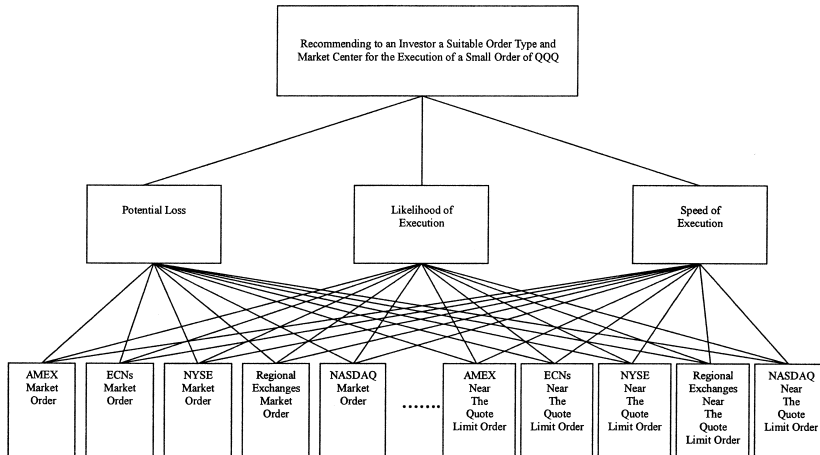 Recommending to an Investor a Suitable Order Type and
Market Center for the Execution of a Small Order of QQQ
Potential Loss
Likelihood of
Execution
Speed of
Execution
AMEX
Market
Order
ECNs
Market
Order
NYSE
Market
Order
Regional
Exchanges
Market
Order
NASDAQ
Market
Order
.......
AMEX
Near
The
Quote
Limit Order
ECNs
Near
The
Quote
Limit Order
NYSE
Near
The
Quote
Limit Order
Regional
Exchanges
Near
The
Quote
Limit Order
NASDAQ
Near
The
Quote
Limit Order